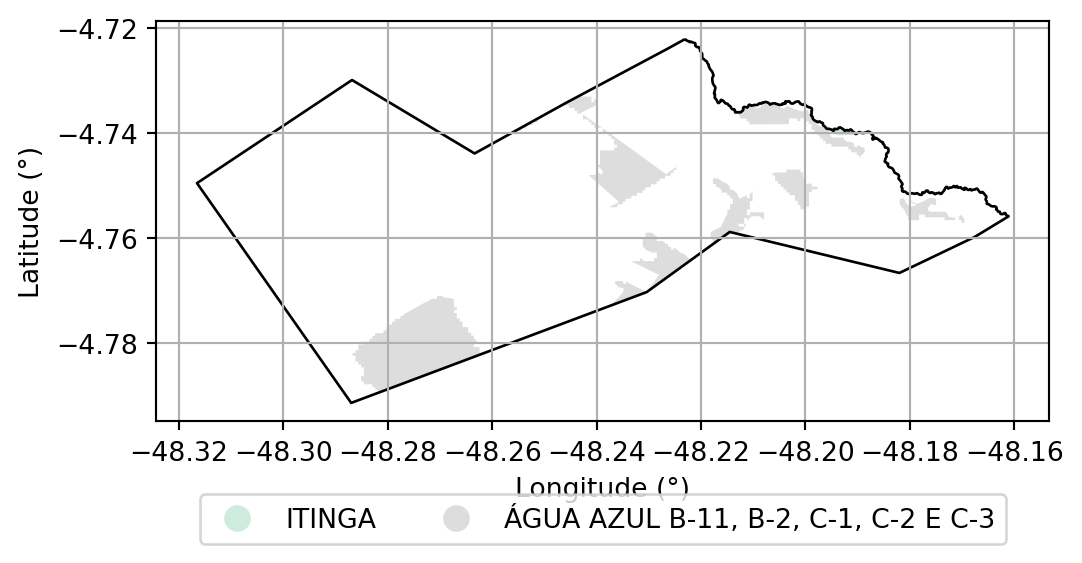 −4.72
−4.74
−4.76
−4.78
Latitude (°)
−48.32 −48.30 −48.28 −48.26 −48.24 −48.22 −48.20 −48.18 −48.16
Longitude (°)
ITINGA ÁGUA AZUL B-11, B-2, C-1, C-2 E C-3